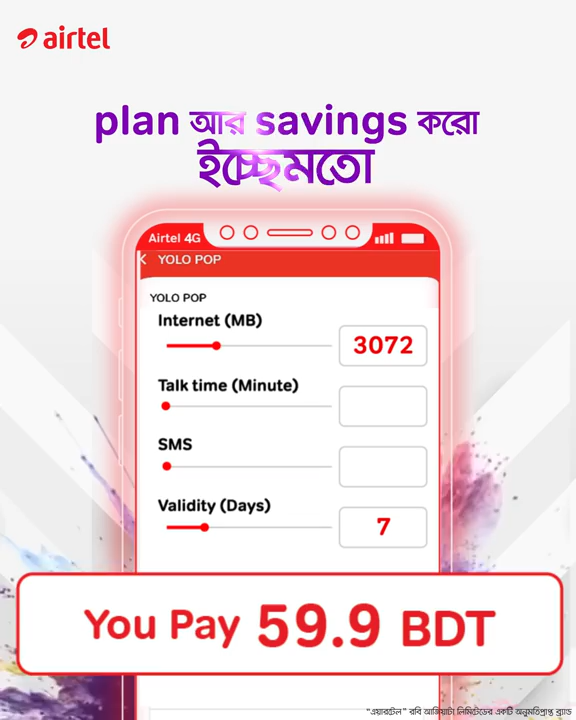 airtel
plan আর savings করো
ইচ্ছেমতো
Airtel 4G
< YOLO POP
YOLO POP
Internet (MB)
3072
Talk time (Minute)
SMS
Validity (Days)
7
You Pay 59.9 BDT
"এয়ারটেল" রবি আজিয়াটা লিমিটেডের একটি অনুমতিপ্রাপ্ত ব্র্যান্ড